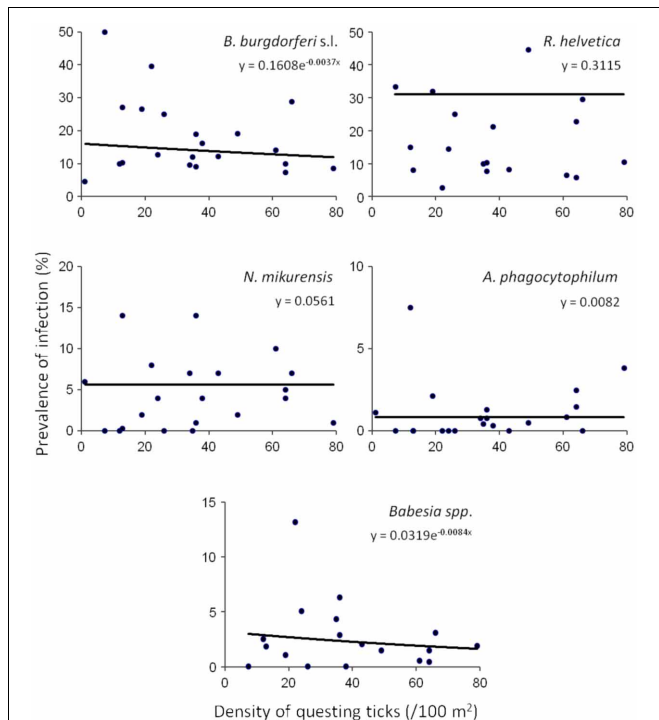 B. burgdorferi s.l.
y = 0.1608e^-0.0037x
50
40
30
20
10
0
0 20 40 60 80
R. helvetica
y = 0.3115
50
40
30
20
10
0
0 20 40 60 80
Prevalence of infection (%)
N. mikurensis
y = 0.0561
20
15
10
5
0
0 20 40 60 80
A. phagocytophilum
y = 0.0082
10
5
0
0 20 40 60 80
Babesia spp.
y = 0.0319e^-0.0084x
15
10
5
0
0 20 40 60 80
Density of questing ticks (/100 m²)